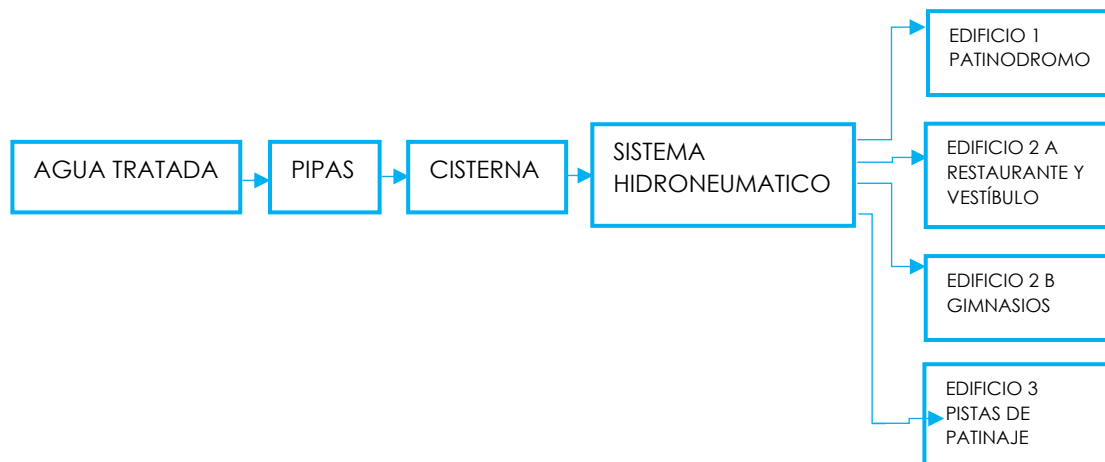 AGUA TRATADA
PIPAS
CISTERNA
SISTEMA
HIDRONEUMATICO
EDIFICIO 1
PATINODROMO
EDIFICIO 2 A
RESTAURANTE Y
VESTÍBULO
EDIFICIO 2 B
GIMNASIOS
EDIFICIO 3
PISTAS DE
PATINAJE